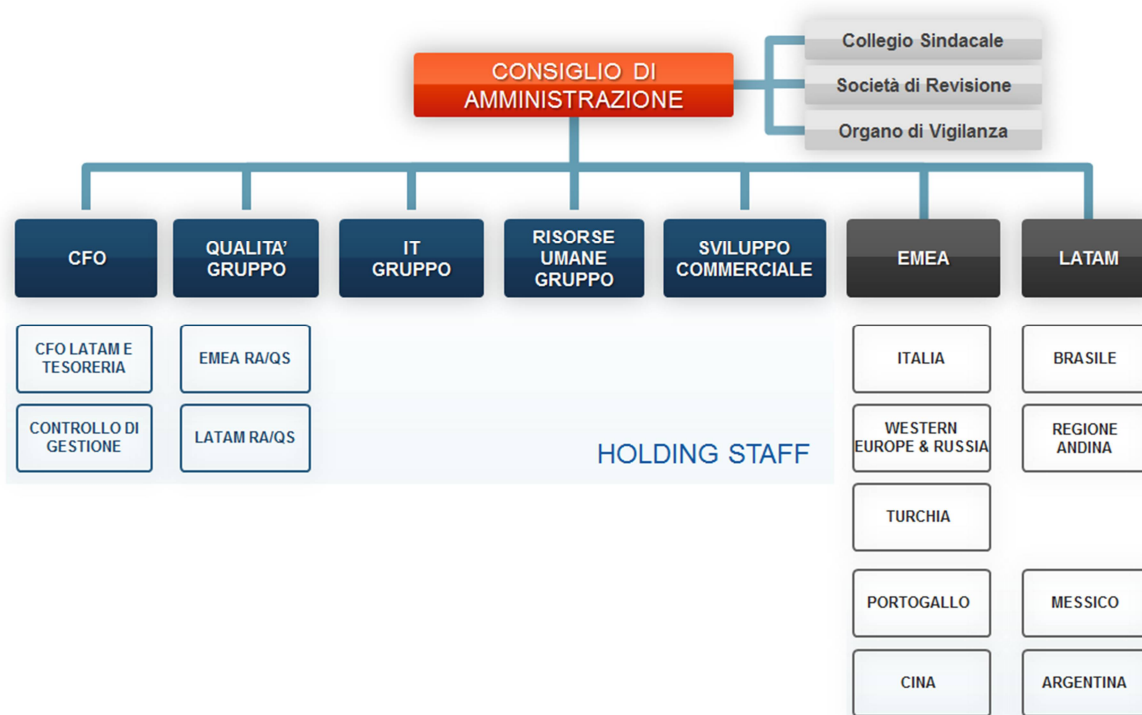 Collegio Sindacale
CONSIGLIO DI
AMMINISTRAZIONE
Società di Revisione
Organo di Vigilanza
CFO
QUALITA’
GRUPPO
IT
GRUPPO
RISORSE
UMANE
GRUPPO
SVILUPPO
COMMERCIALE
EMEA
LATAM
CFO LATAM E
TESORERIA
EMEA RA/QS
ITALIA
BRASILE
CONTROLLO DI
GESTIONE
LATAM RA/QS
HOLDING STAFF
WESTERN
EUROPE & RUSSIA
REGIONE
ANDINA
TURCHIA
PORTOGALLO
MESSICO
CINA
ARGENTINA